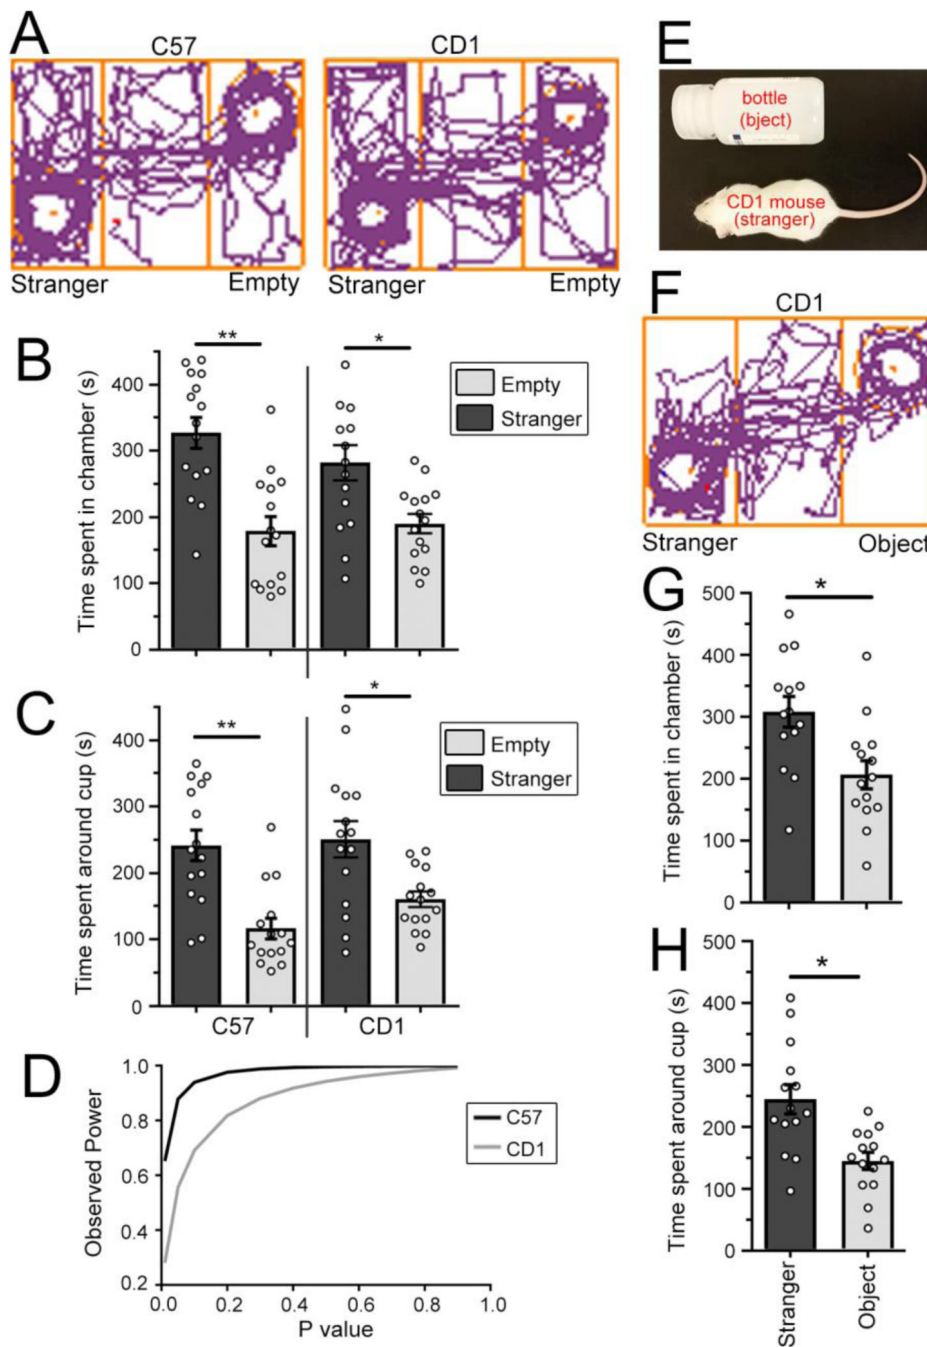 A
C57
CD1
Stranger
Empty
Stranger
Empty
B
Time spent in chamber (s)
400
300
200
100
0
**
*
Empty
Stranger
C
Time spent around cup (s)
400
300
200
100
0
**
*
Empty
Stranger
C57
CD1
D
Observed Power
1.0
0.8
0.6
0.4
0.2
0.0
0.2
0.4
0.6
0.8
1.0
P value
C57
CD1
E
bottle
(bject)
CD1 mouse
(stranger)
F
CD1
Stranger
Object
G
Time spent in chamber (s)
500
400
300
200
100
0
*
H
Time spent around cup (s)
500
400
300
200
100
0
*
Stranger
Object